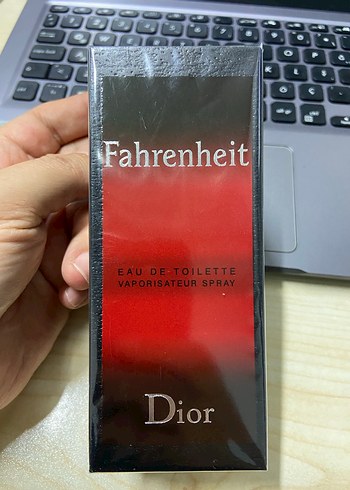 Fahrenheit
EAU DE TOILETTE
VAPORISATEUR SPRAY
Dior